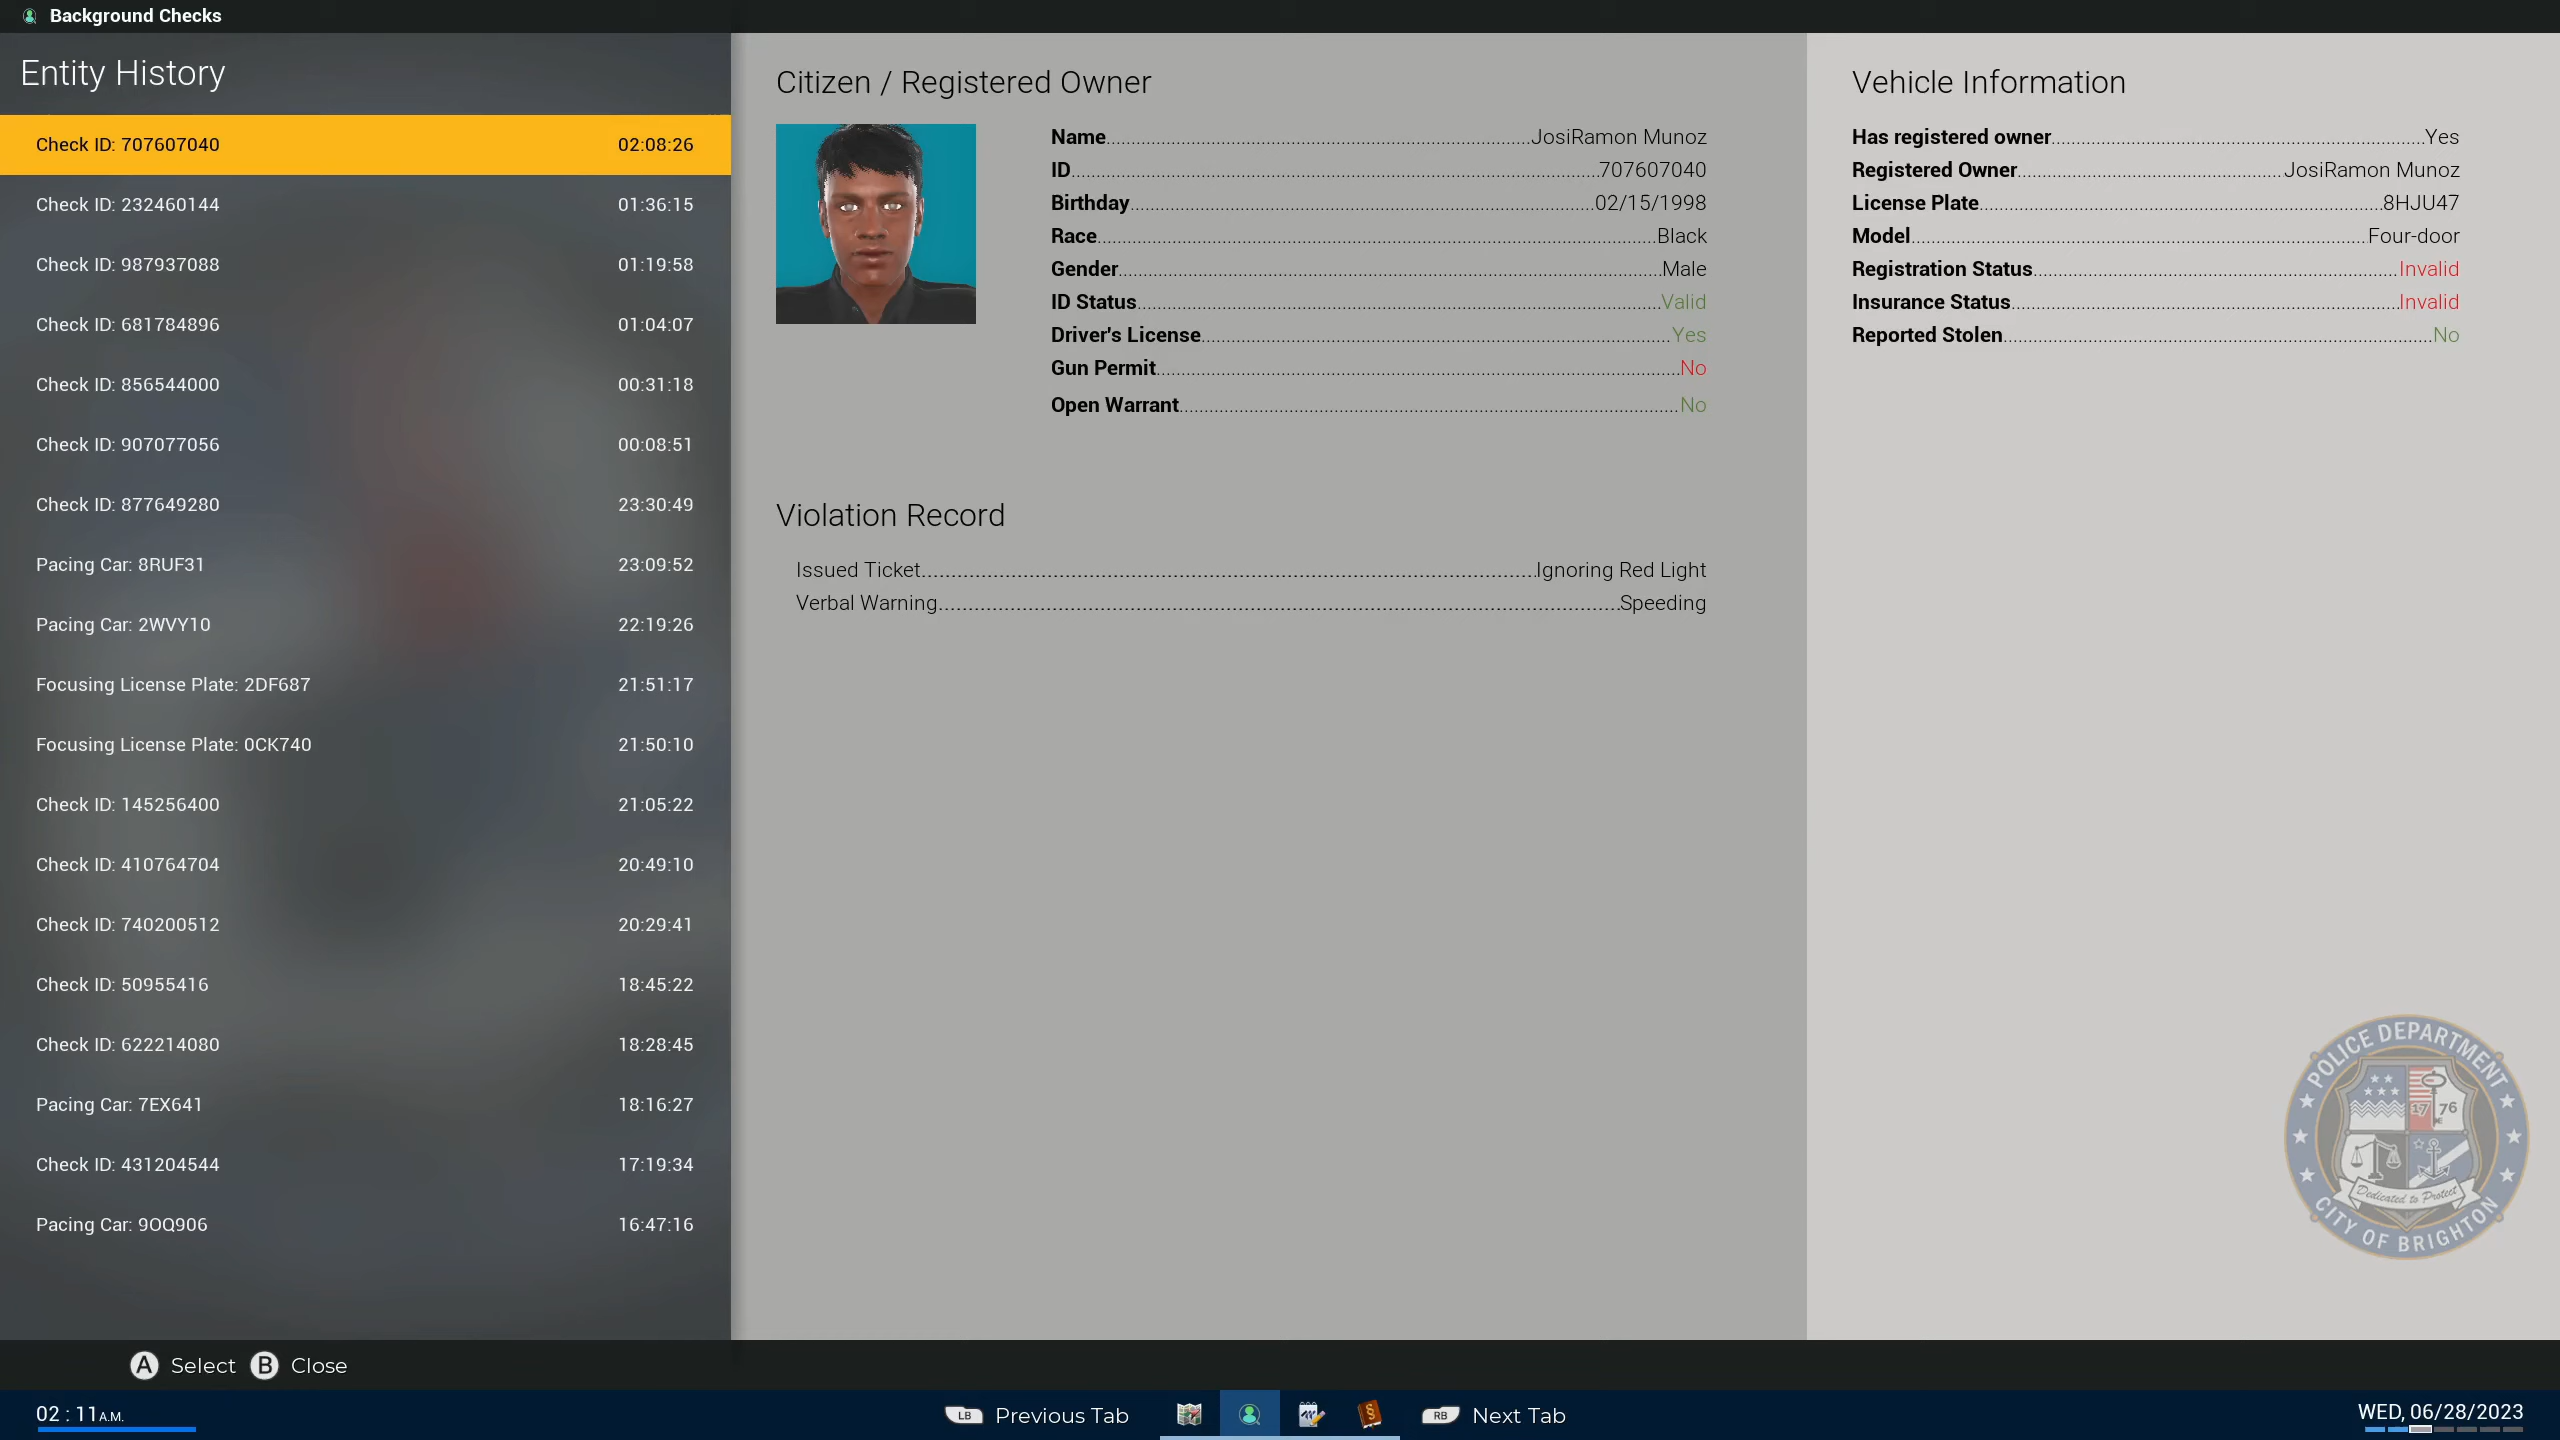 Background Checks
Entity History
Check ID: 707607040 02:08:26
Check ID: 232460144 01:36:15
Check ID: 987937088 01:19:58
Check ID: 681784896 01:04:07
Check ID: 856544000 00:31:18
Check ID: 907077056 00:08:51
Check ID: 877649280 23:30:49
Pacing Car: 8RUF31 23:09:52
Pacing Car: 2WVY10 22:19:26
Focusing License Plate: 2DF687 21:51:17
Focusing License Plate: 0CK740 21:50:10
Check ID: 145256400 21:05:22
Check ID: 410764704 20:49:10
Check ID: 740200512 20:29:41
Check ID: 50955416 18:45:22
Check ID: 622214080 18:28:45
Pacing Car: 7EX641 18:16:27
Check ID: 431204544 17:19:34
Pacing Car: 9OQ906 16:47:16
Citizen / Registered Owner
Name JosiRamon Munoz
ID 707607040
Birthday 02/15/1998
Race Black
Gender Male
ID Status Valid
Driver's License Yes
Gun Permit No
Open Warrant No
Violation Record
Issued Ticket Ignoring Red Light
Verbal Warning Speeding
Vehicle Information
Has registered owner Yes
Registered Owner JosiRamon Munoz
License Plate 8HJU47
Model Four-door
Registration Status Invalid
Insurance Status Invalid
Reported Stolen No
POLICE DEPARTMENT
17 76
Dedicated to Protect
CITY OF BRIGHTON
A Select B Close
02 : 11 A.M.
LB Previous Tab
RB Next Tab
WED, 06/28/2023